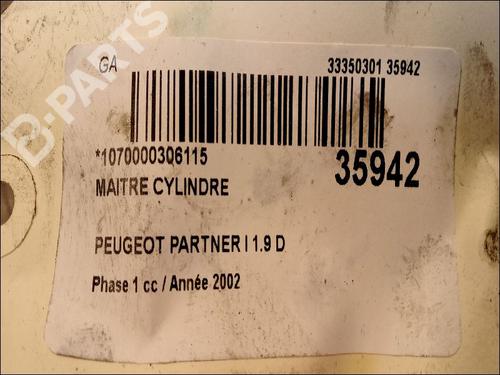 B-PARTS
GA
33350301 35942
*1070000306115
35942
MAITRE CYLINDRE
PEUGEOT PARTNER I 1.9 D
Phase 1 cc / Année 2002